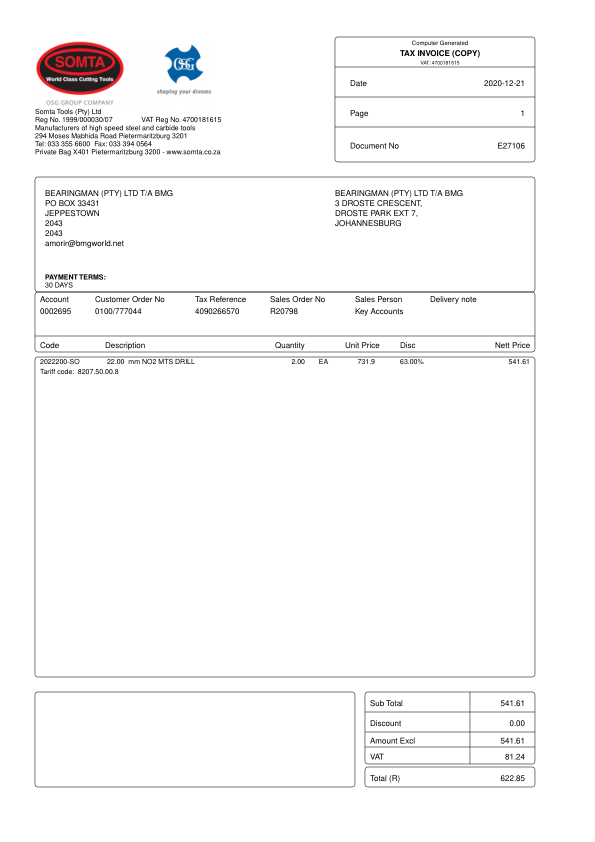 SOMTA
World Class Cutting Tools
OSG
shaping your dreams
OSG GROUP COMPANY
Somta Tools (Pty) Ltd
Reg No. 1999/000030/07 VAT Reg No. 4700181615
Manufacturers of high speed steel and carbide tools
294 Moses Mabhida Road Pietermaritzburg 3201
Tel: 033 355 6600 Fax: 033 394 0564
Private Bag X401 Pietermaritzburg 3200 - www.somta.co.za
Computer Generated
TAX INVOICE (COPY)
VAT: 4700181615
Date 2020-12-21
Page 1
Document No E27106
BEARINGMAN (PTY) LTD T/A BMG
PO BOX 33431
JEPPESTOWN
2043
2043
amorir@bmgworld.net
BEARINGMAN (PTY) LTD T/A BMG
3 DROSTE CRESCENT,
DROSTE PARK EXT 7,
JOHANNESBURG
PAYMENT TERMS:
30 DAYS
Account Customer Order No Tax Reference Sales Order No Sales Person Delivery note
0002695 0100/777044 4090266570 R20798 Key Accounts
Code Description Quantity Unit Price Disc Nett Price
2022200-SO 22.00 mm NO2 MTS DRILL 2.00 EA 731.9 63.00% 541.61
Tariff code: 8207.50.00.8
Sub Total 541.61
Discount 0.00
Amount Excl 541.61
VAT 81.24
Total (R) 622.85